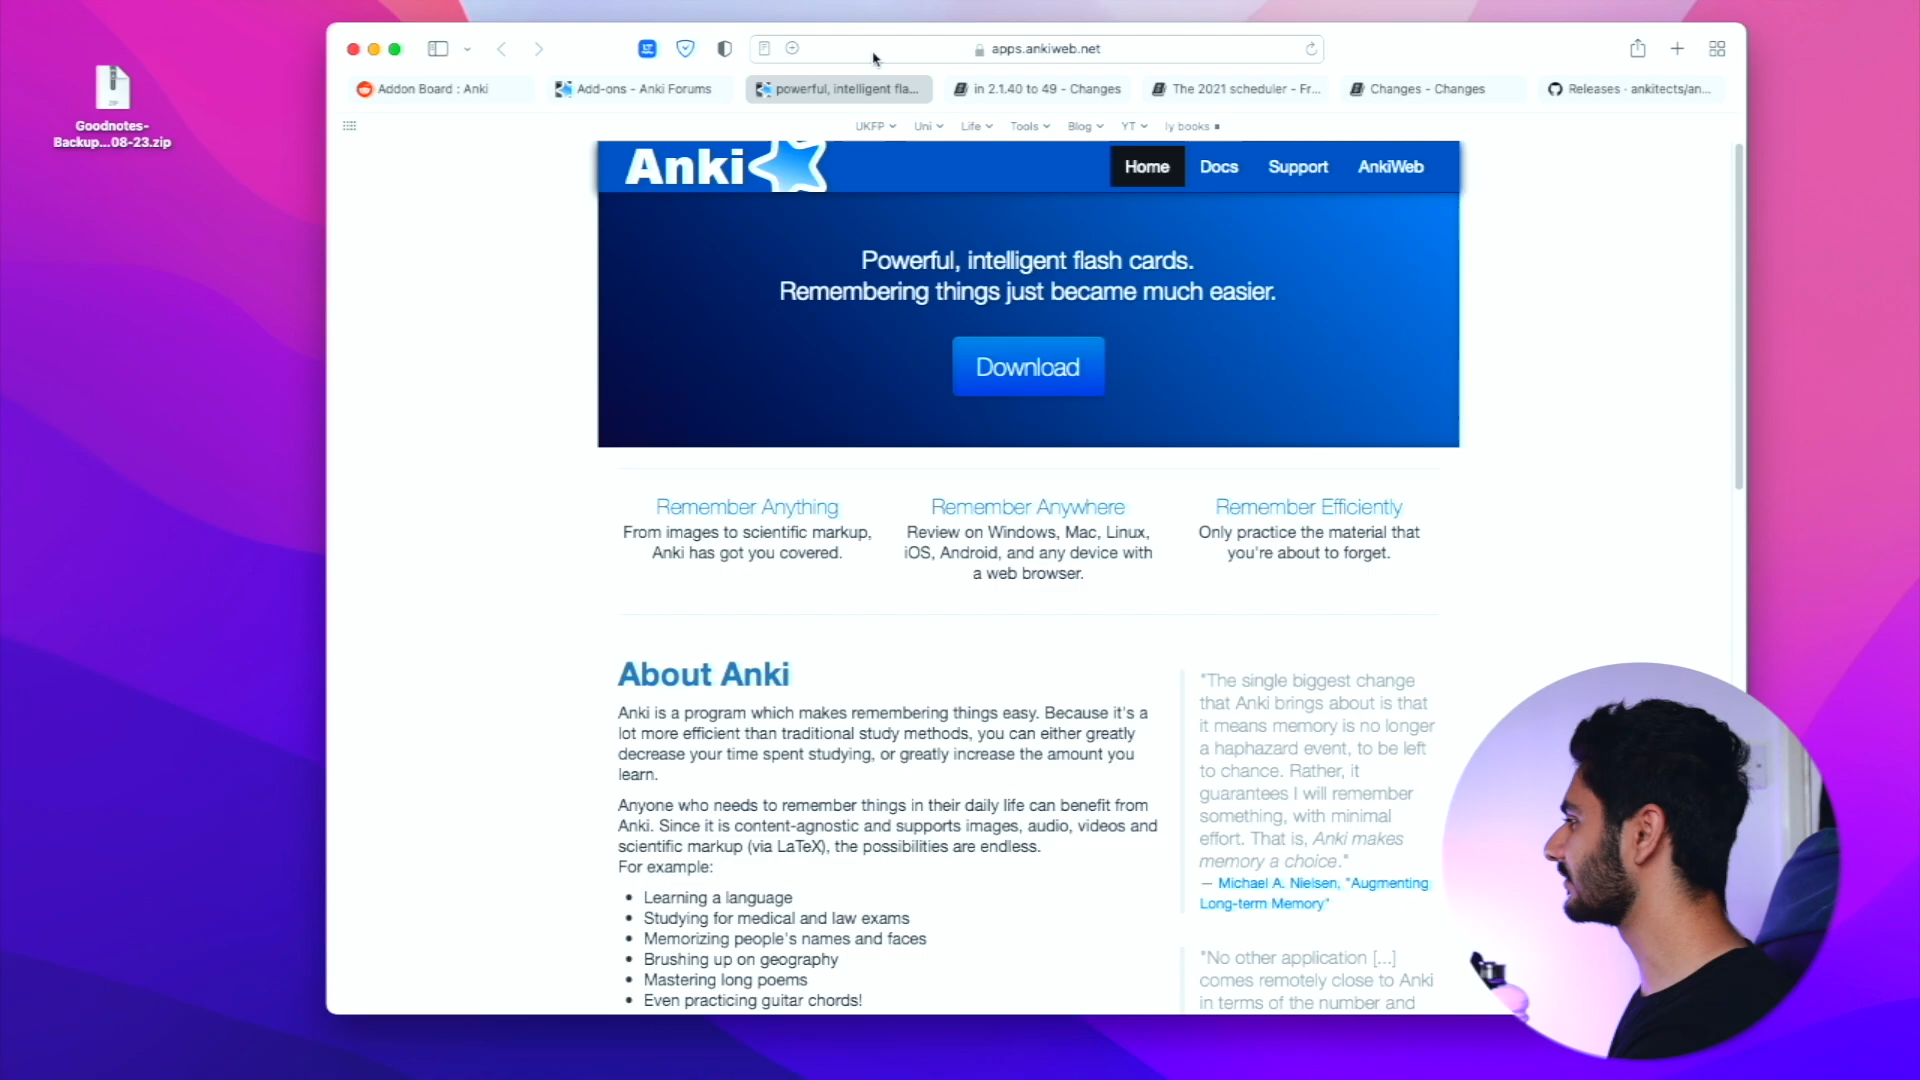 apps.ankiweb.net
Addon Board : Anki
Add-ons - Anki Forums
powerful, intelligent fla...
in 2.1.40 to 49 - Changes
The 2021 scheduler - Fr...
Changes - Changes
Releases · ankitects/an...
UKFP
Uni
Life
Tools
Blog
YT
ly books
ZIP
Goodnotes-
Backup...08-23.zip
Anki
Home
Docs
Support
AnkiWeb
Powerful, intelligent flash cards.
Remembering things just became much easier.
Download
Remember Anything
From images to scientific markup,
Anki has got you covered.
Remember Anywhere
Review on Windows, Mac, Linux,
iOS, Android, and any device with
a web browser.
Remember Efficiently
Only practice the material that
you're about to forget.
About Anki
Anki is a program which makes remembering things easy. Because it's a
lot more efficient than traditional study methods, you can either greatly
decrease your time spent studying, or greatly increase the amount you
learn.
Anyone who needs to remember things in their daily life can benefit from
Anki. Since it is content-agnostic and supports images, audio, videos and
scientific markup (via LaTeX), the possibilities are endless.
For example:
• Learning a language
• Studying for medical and law exams
• Memorizing people's names and faces
• Brushing up on geography
• Mastering long poems
• Even practicing guitar chords!
"The single biggest change
that Anki brings about is that
it means memory is no longer
a haphazard event, to be left
to chance. Rather, it
guarantees I will remember
something, with minimal
effort. That is, Anki makes
memory a choice."
— Michael A. Nielsen, "Augmenting
Long-term Memory"
"No other application [...]
comes remotely close to Anki
in terms of the number and